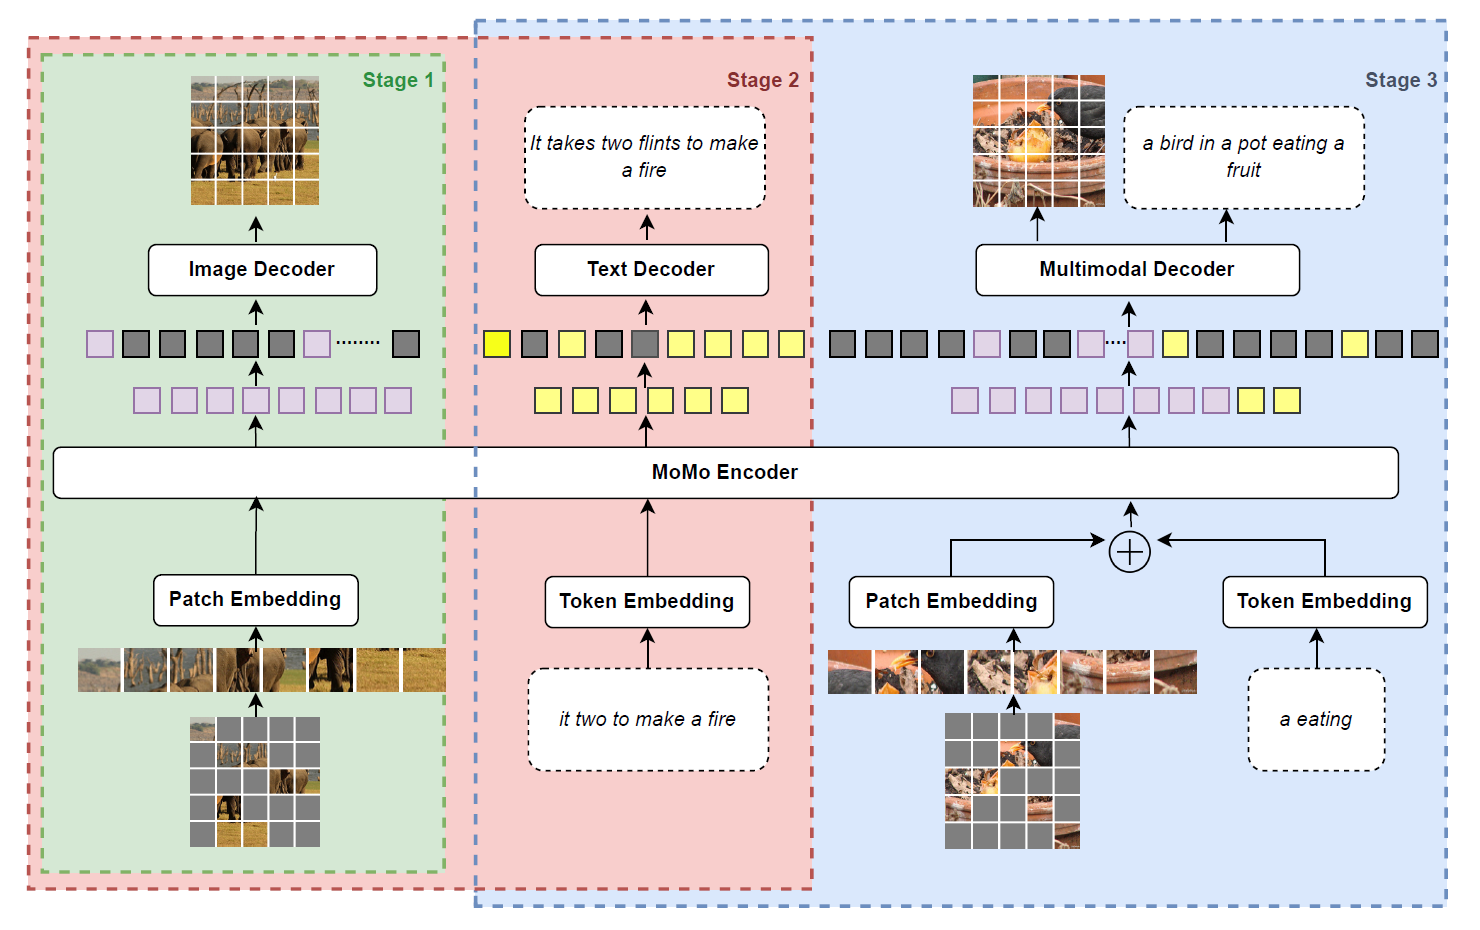 Stage 1
Stage 2
Stage 3
It takes two flints to make
a fire
a bird in a pot eating a
fruit
Image Decoder
Text Decoder
Multimodal Decoder
MoMo Encoder
Patch Embedding
Token Embedding
Patch Embedding
Token Embedding
it two to make a fire
a eating